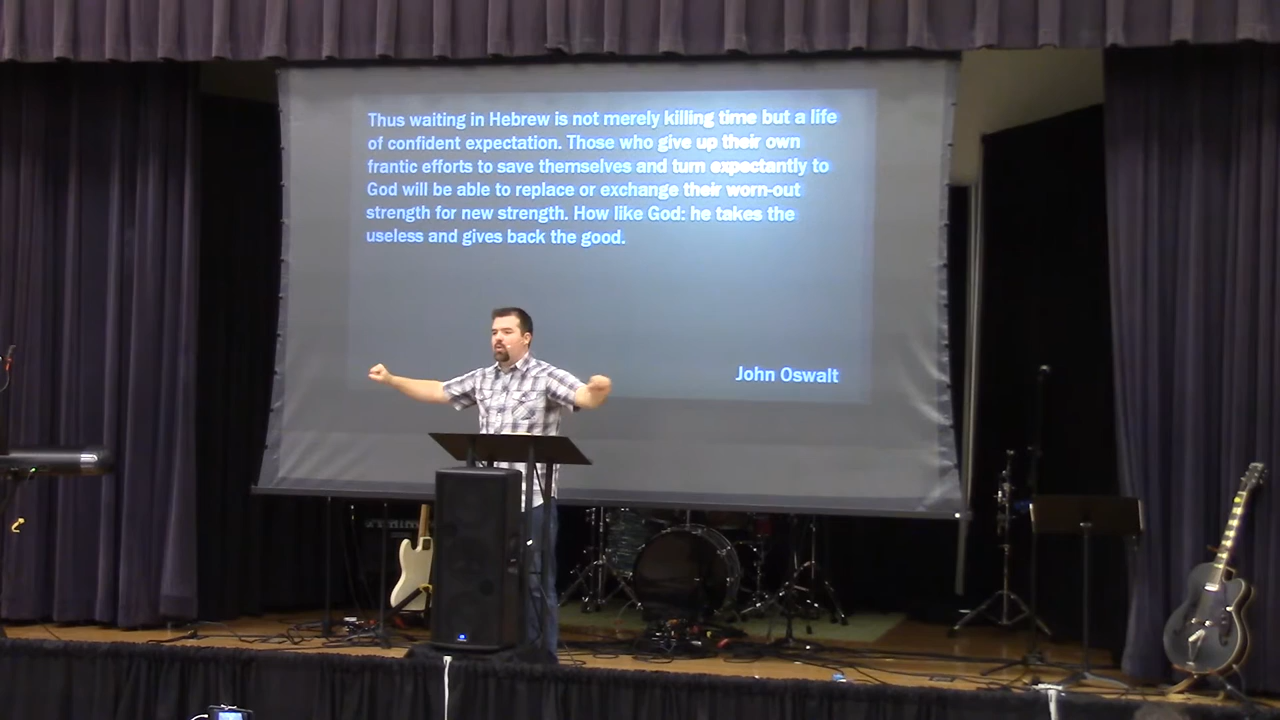 Thus waiting in Hebrew is not merely killing time but a life
of confident expectation. Those who give up their own
frantic efforts to save themselves and turn expectantly to
God will be able to replace or exchange their worn-out
strength for new strength. How like God: he takes the
useless and gives back the good.
John Oswalt